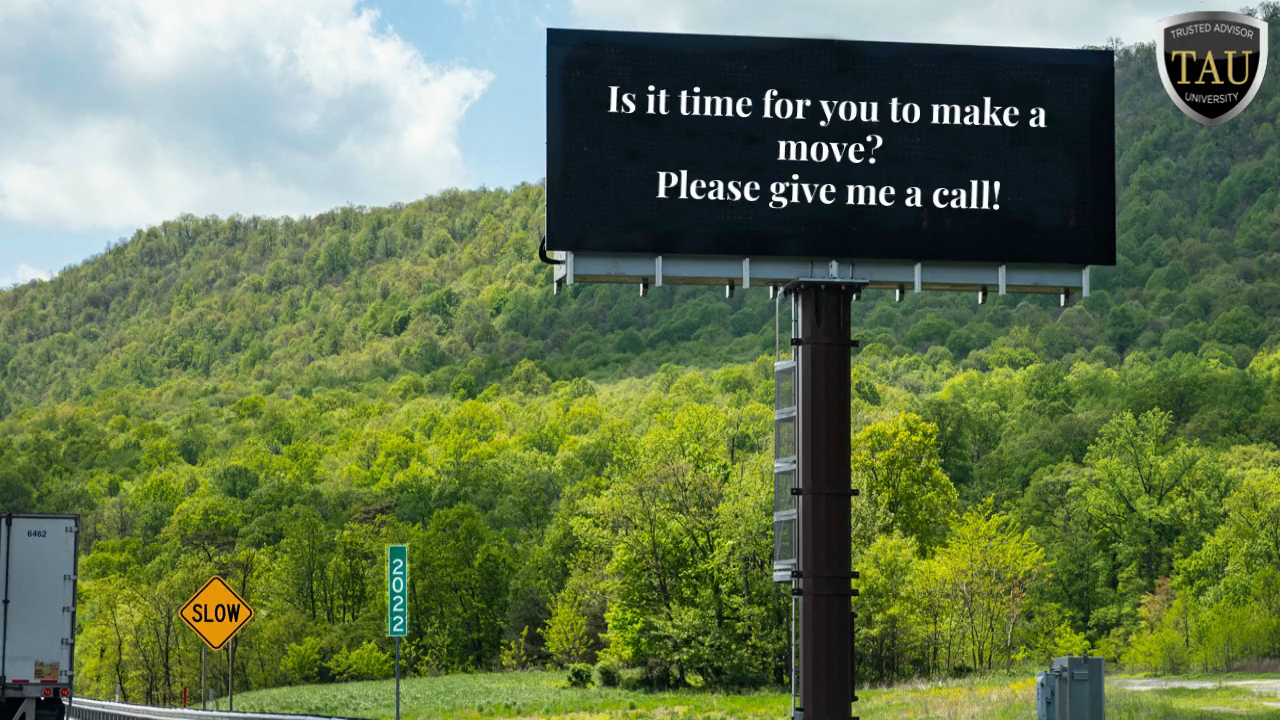 Is it time for you to make a
move?
Please give me a call!
TRUSTED ADVISOR
TAU
UNIVERSITY
6462
SLOW
2022